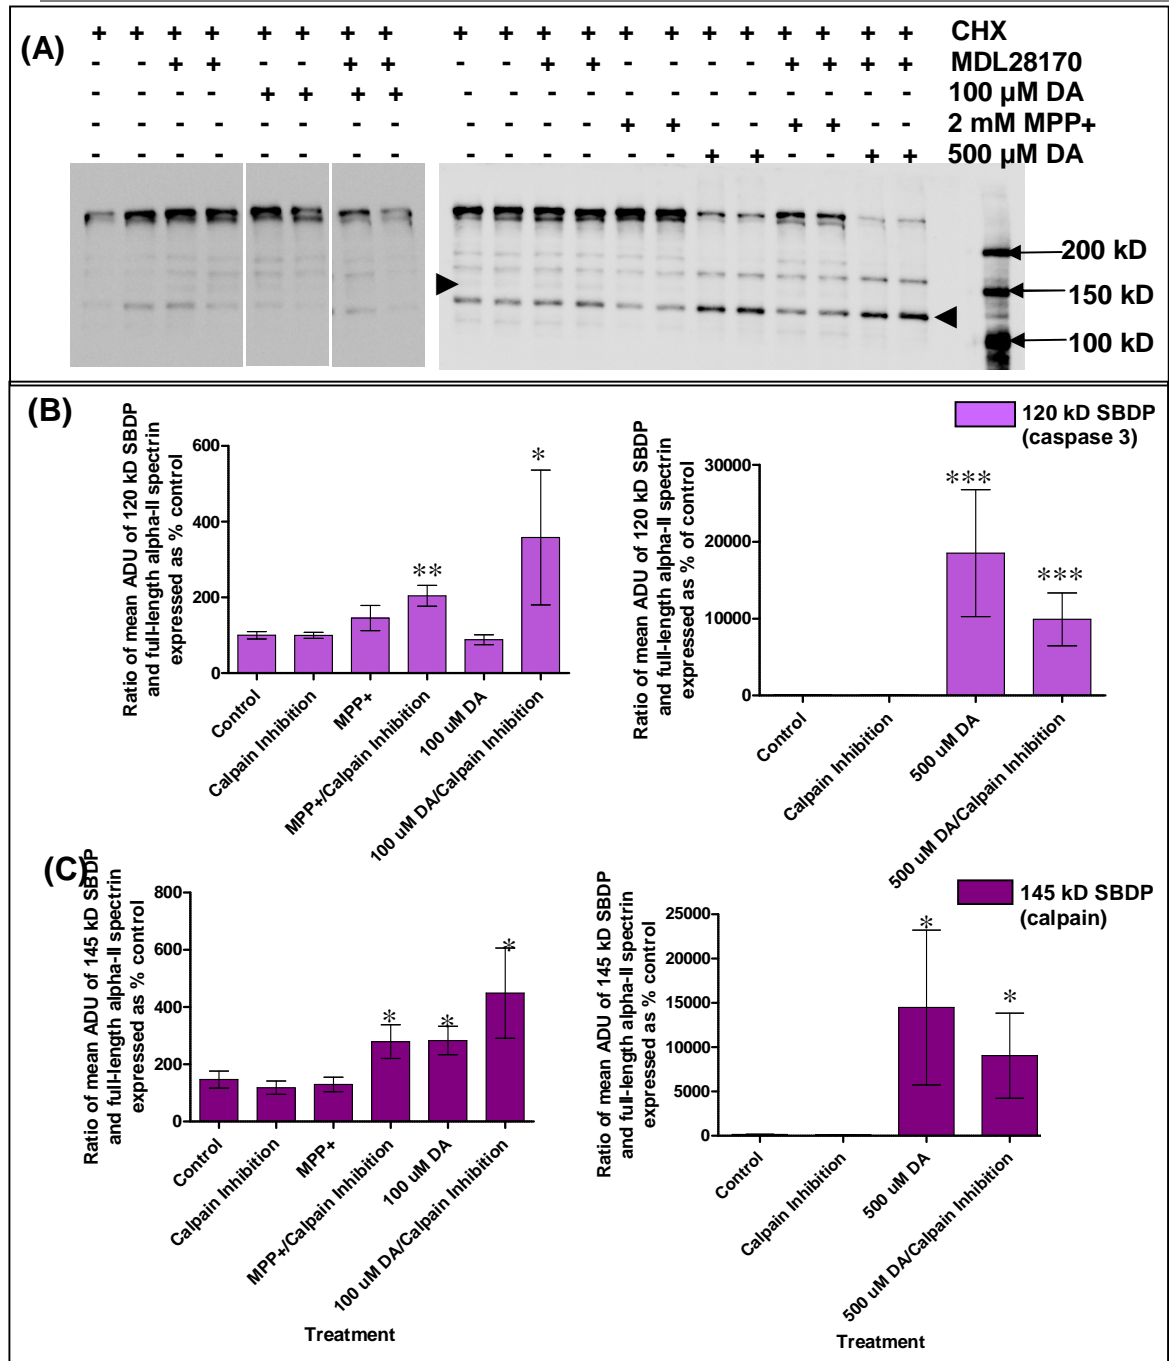 (A)
+ + + + + + + + + + + + + + + + + + + + CHX
- - + + - - + + - - + + - - - - + + + + MDL28170
- - - - + + + + - - - - - - - - - - - - 100 µM DA
- - - - - - - - - - - - + + - - + + - - 2 mM MPP+
- - - - - - - - - - - - - - + + - - + + 500 µM DA
200 kD
150 kD
100 kD
(B)
120 kD SBDP
(caspase 3)
Ratio of mean ADU of 120 kD SBDP
and full-length alpha-II spectrin
expressed as % control
600
400
200
0
**
*
Control
Calpain Inhibition
MPP+
MPP+/Calpain Inhibition
100 uM DA
100 uM DA/Calpain Inhibition
Ratio of mean ADU of 120 kD SBDP
and full-length alpha-II spectrin
expressed as % of control
30000
20000
10000
0
***
***
Control
Calpain Inhibition
500 uM DA
500 uM DA/Calpain Inhibition
(C)
145 kD SBDP
(calpain)
Ratio of mean ADU of 145 kD SBDP
and full-length alpha-II spectrin
expressed as % control
800
600
400
200
0
*
*
*
Control
Calpain Inhibition
MPP+
MPP+/Calpain Inhibition
100 uM DA
100 uM DA/Calpain Inhibition
Treatment
Ratio of mean ADU of 145 kD SBDP
and full-length alpha-II spectrin
expressed as % control
25000
20000
15000
10000
5000
0
*
*
Control
Calpain Inhibition
500 uM DA
500 uM DA/Calpain Inhibition
Treatment